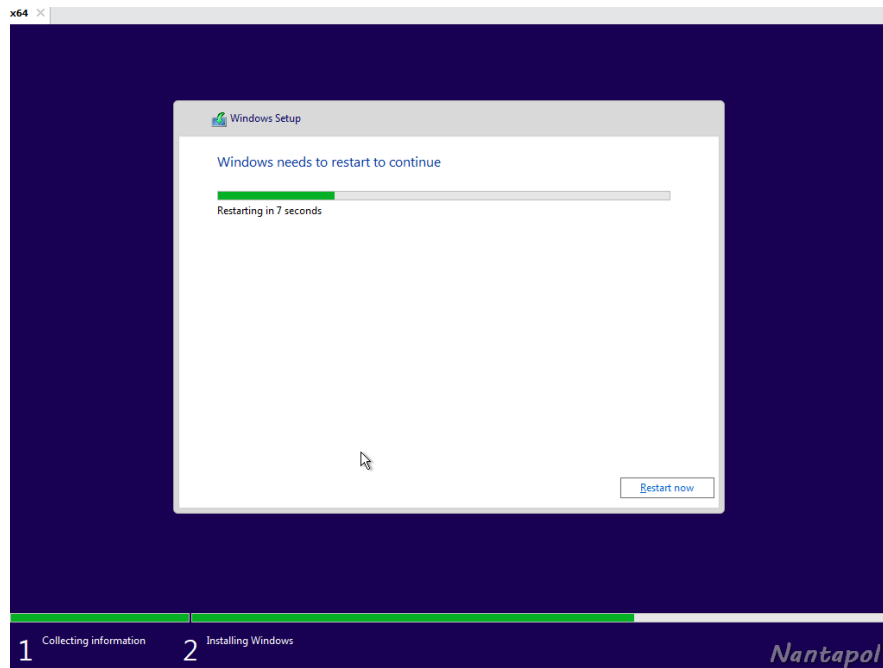 x64
Windows Setup
Windows needs to restart to continue
Restarting in 7 seconds
Restart now
1 Collecting information
2 Installing Windows
Nantapol